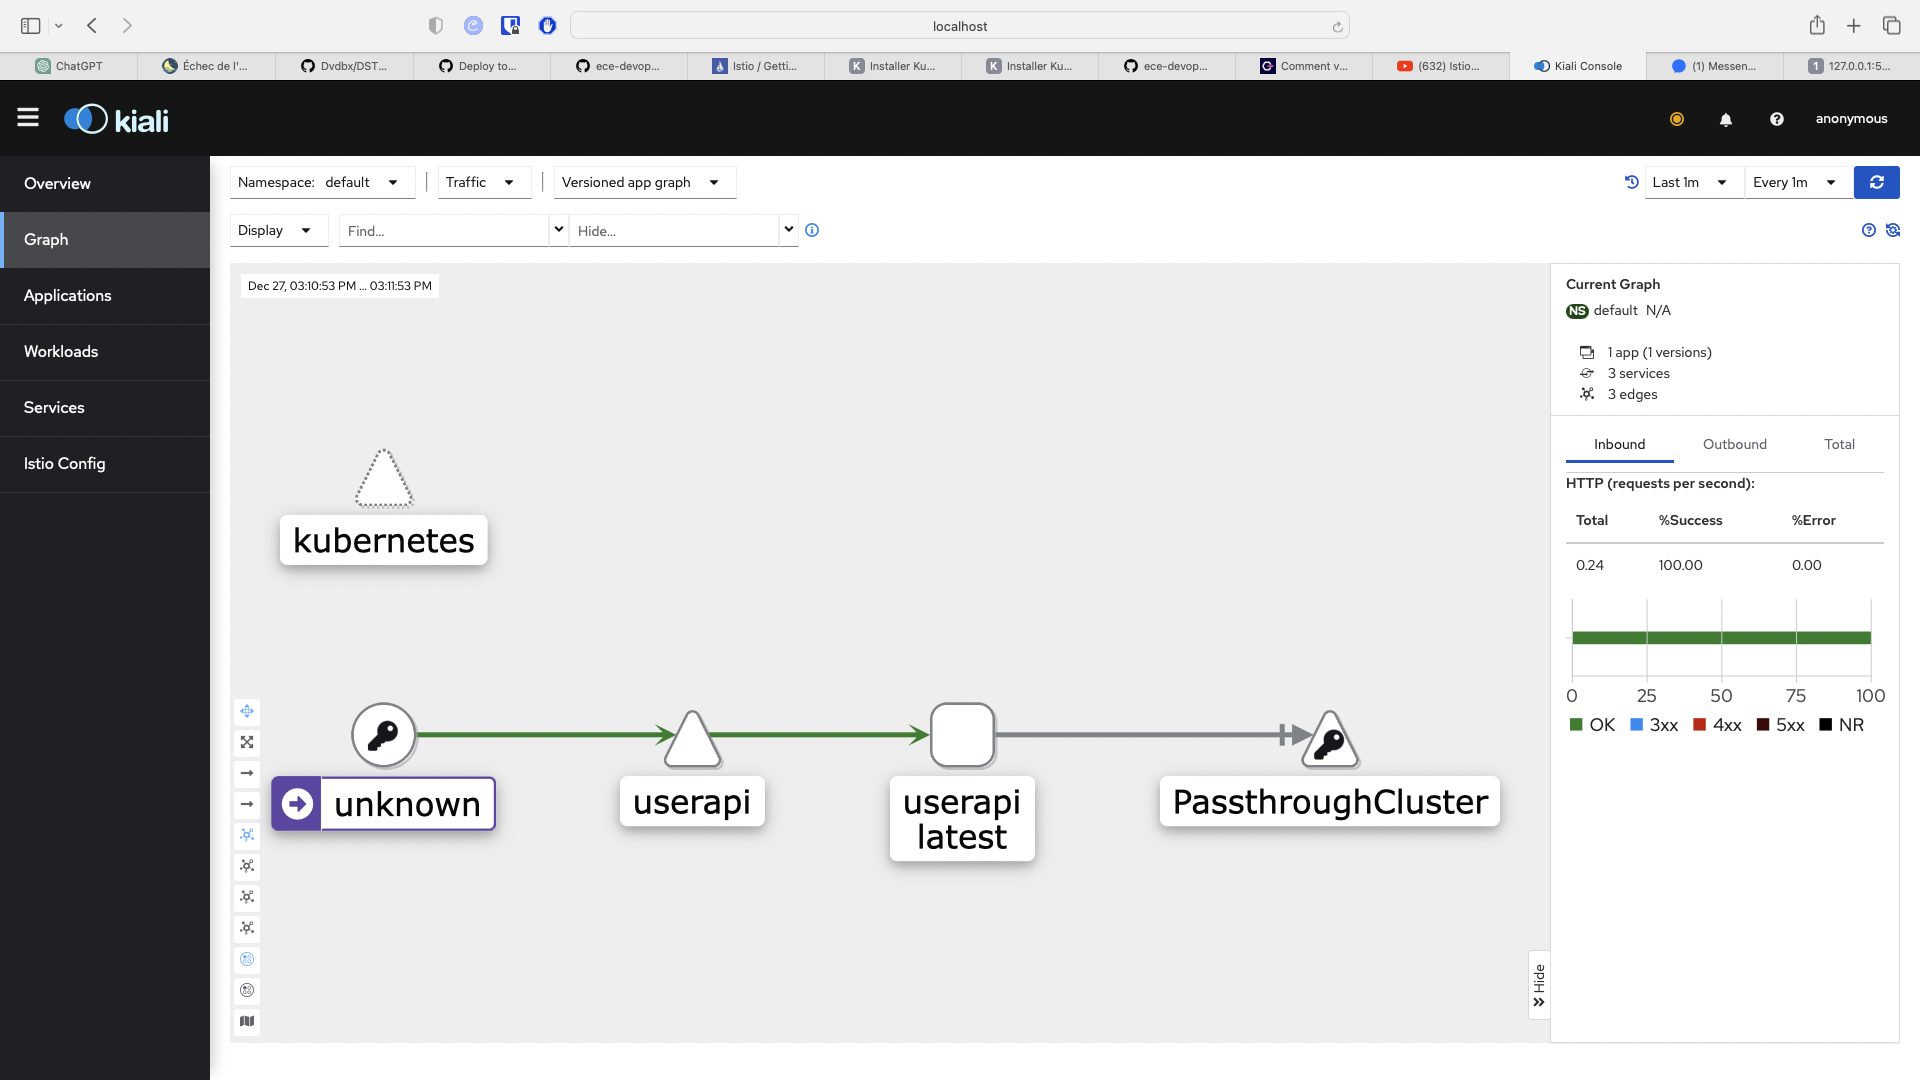 localhost
ChatGPT
Échec de l'...
Dvdbx/DST...
Deploy to...
ece-devop...
Istio / Getti...
K Installer Ku...
K Installer Ku...
ece-devop...
Comment v...
(632) Istio...
Kiali Console
(1) Messen...
1 127.0.0.1:5...
kiali
anonymous
Overview
Graph
Applications
Workloads
Services
Istio Config
Namespace: default
Traffic
Versioned app graph
Last 1m
Every 1m
Display
Find...
Hide...
Dec 27, 03:10:53 PM ... 03:11:53 PM
kubernetes
unknown
userapi
userapi
latest
PassthroughCluster
Hide
Current Graph
NS default N/A
1 app (1 versions)
3 services
3 edges
Inbound
Outbound
Total
HTTP (requests per second):
Total %Success %Error
0.24 100.00 0.00
0 25 50 75 100
OK 3xx 4xx 5xx NR